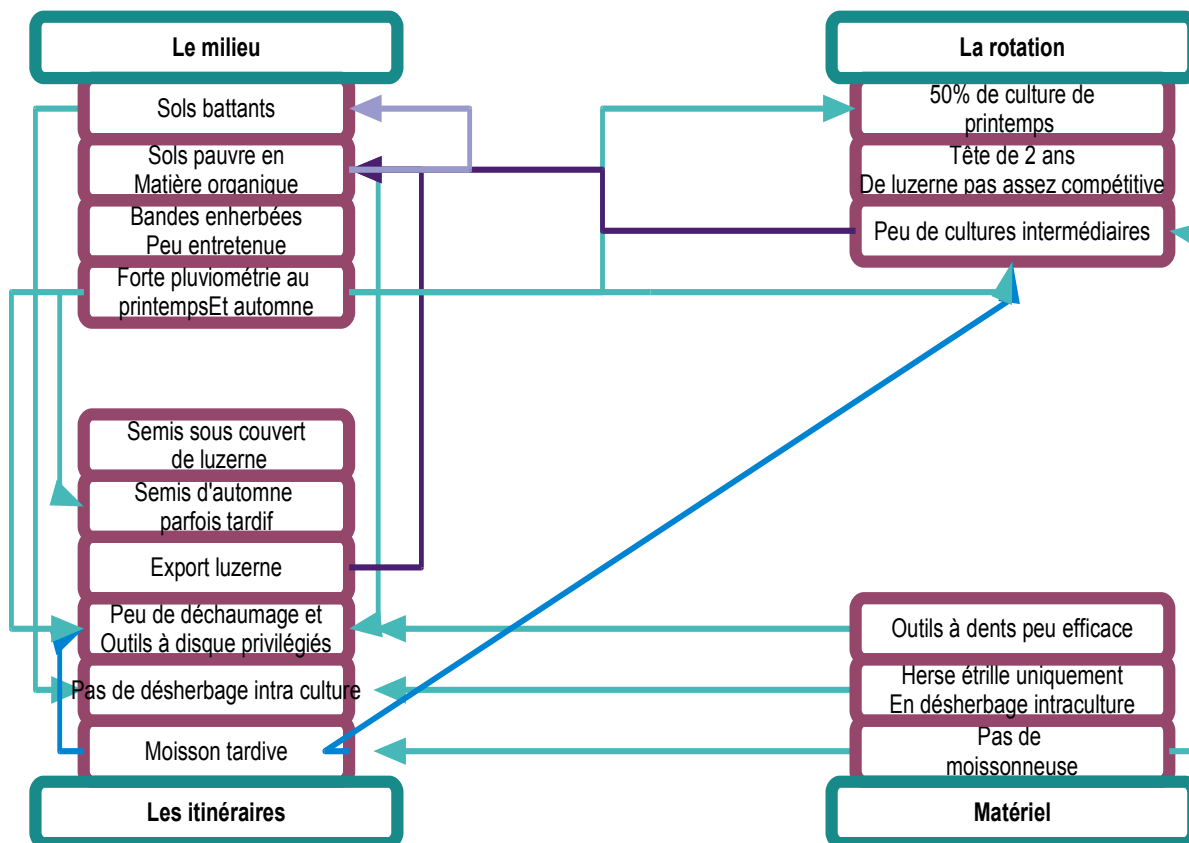 Le milieu
Sols battants
Sols pauvre en
Matière organique
Bandes enherbées
Peu entretenue
Forte pluviométrie au
printempsEt automne
La rotation
50% de culture de
printemps
Tête de 2 ans
De luzerne pas assez compétitive
Peu de cultures intermédiaires
Semis sous couvert
de luzerne
Semis d'automne
parfois tardif
Export luzerne
Peu de déchaumage et
Outils à disque privilégiés
Pas de désherbage intra culture
Moisson tardive
Les itinéraires
Outils à dents peu efficace
Herse étrille uniquement
En désherbage intraculture
Pas de
moissonneuse
Matériel